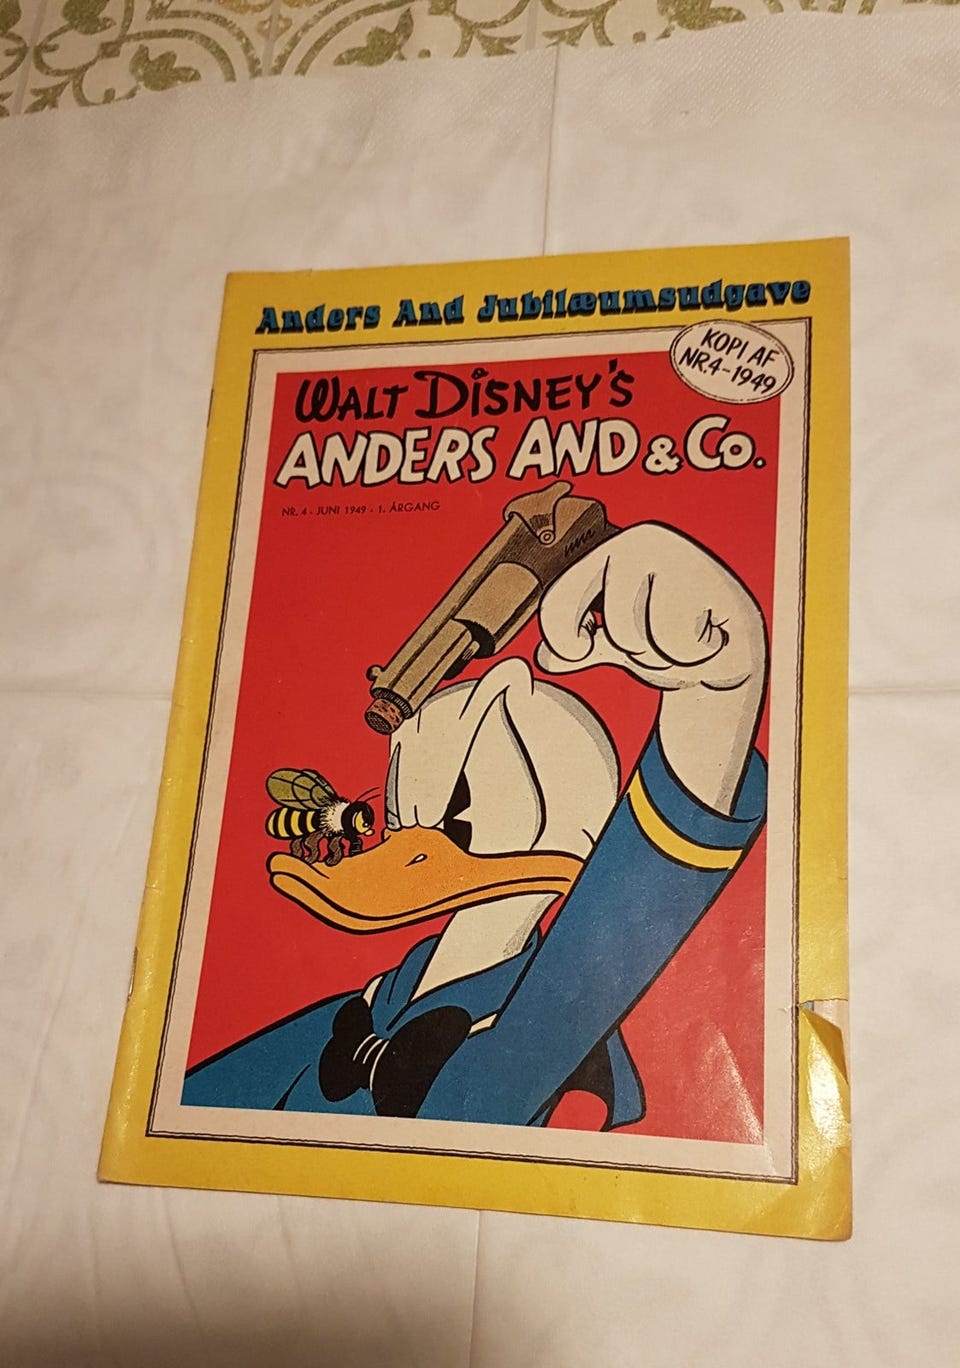 Anders And Jubilæumsudgave
KOPI AF
NR.4-1949
WALT DISNEY'S
ANDERS AND & Co.
NR. 4 · JUNI 1949 · 1. ÅRGANG